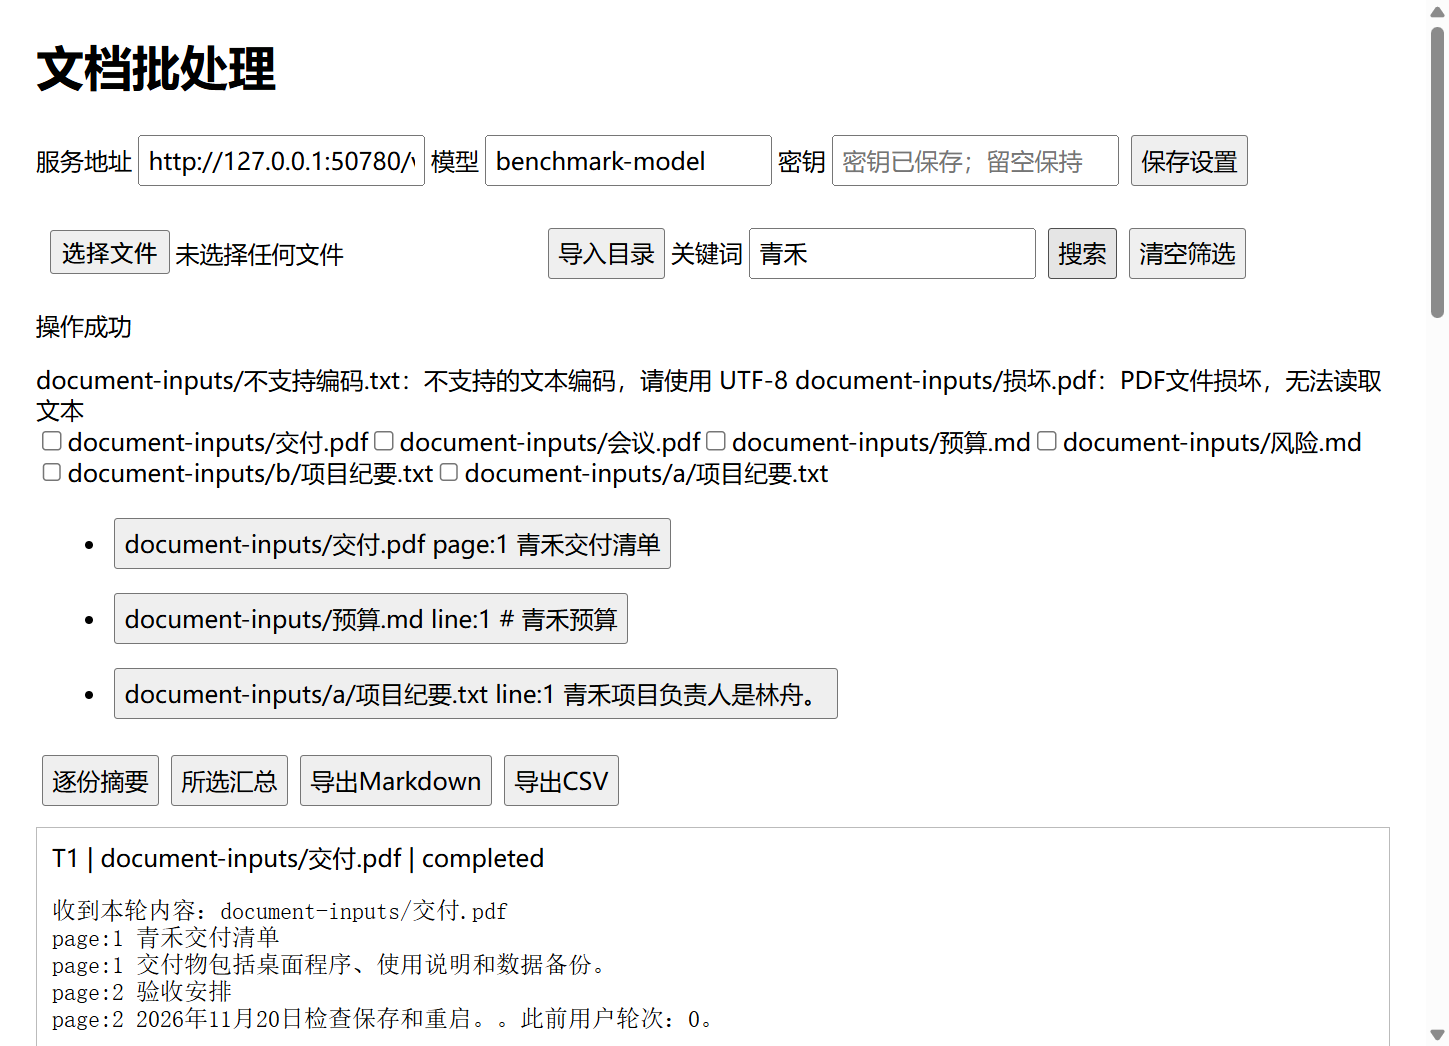 文档批处理
服务地址 http://127.0.0.1:50780/v 模型 benchmark-model 密钥 密钥已保存；留空保持 保存设置
选择文件 未选择任何文件 导入目录 关键词 青禾 搜索 清空筛选
操作成功
document-inputs/不支持编码.txt：不支持的文本编码，请使用 UTF-8 document-inputs/损坏.pdf：PDF文件损坏，无法读取
文本
document-inputs/交付.pdf document-inputs/会议.pdf document-inputs/预算.md document-inputs/风险.md
document-inputs/b/项目纪要.txt document-inputs/a/项目纪要.txt
document-inputs/交付.pdf page:1 青禾交付清单
document-inputs/预算.md line:1 # 青禾预算
document-inputs/a/项目纪要.txt line:1 青禾项目负责人是林舟。
逐份摘要 所选汇总 导出Markdown 导出CSV
T1 | document-inputs/交付.pdf | completed
收到本轮内容：document-inputs/交付.pdf
page:1 青禾交付清单
page:1 交付物包括桌面程序、使用说明和数据备份。
page:2 验收安排
page:2 2026年11月20日检查保存和重启。。此前用户轮次：0。